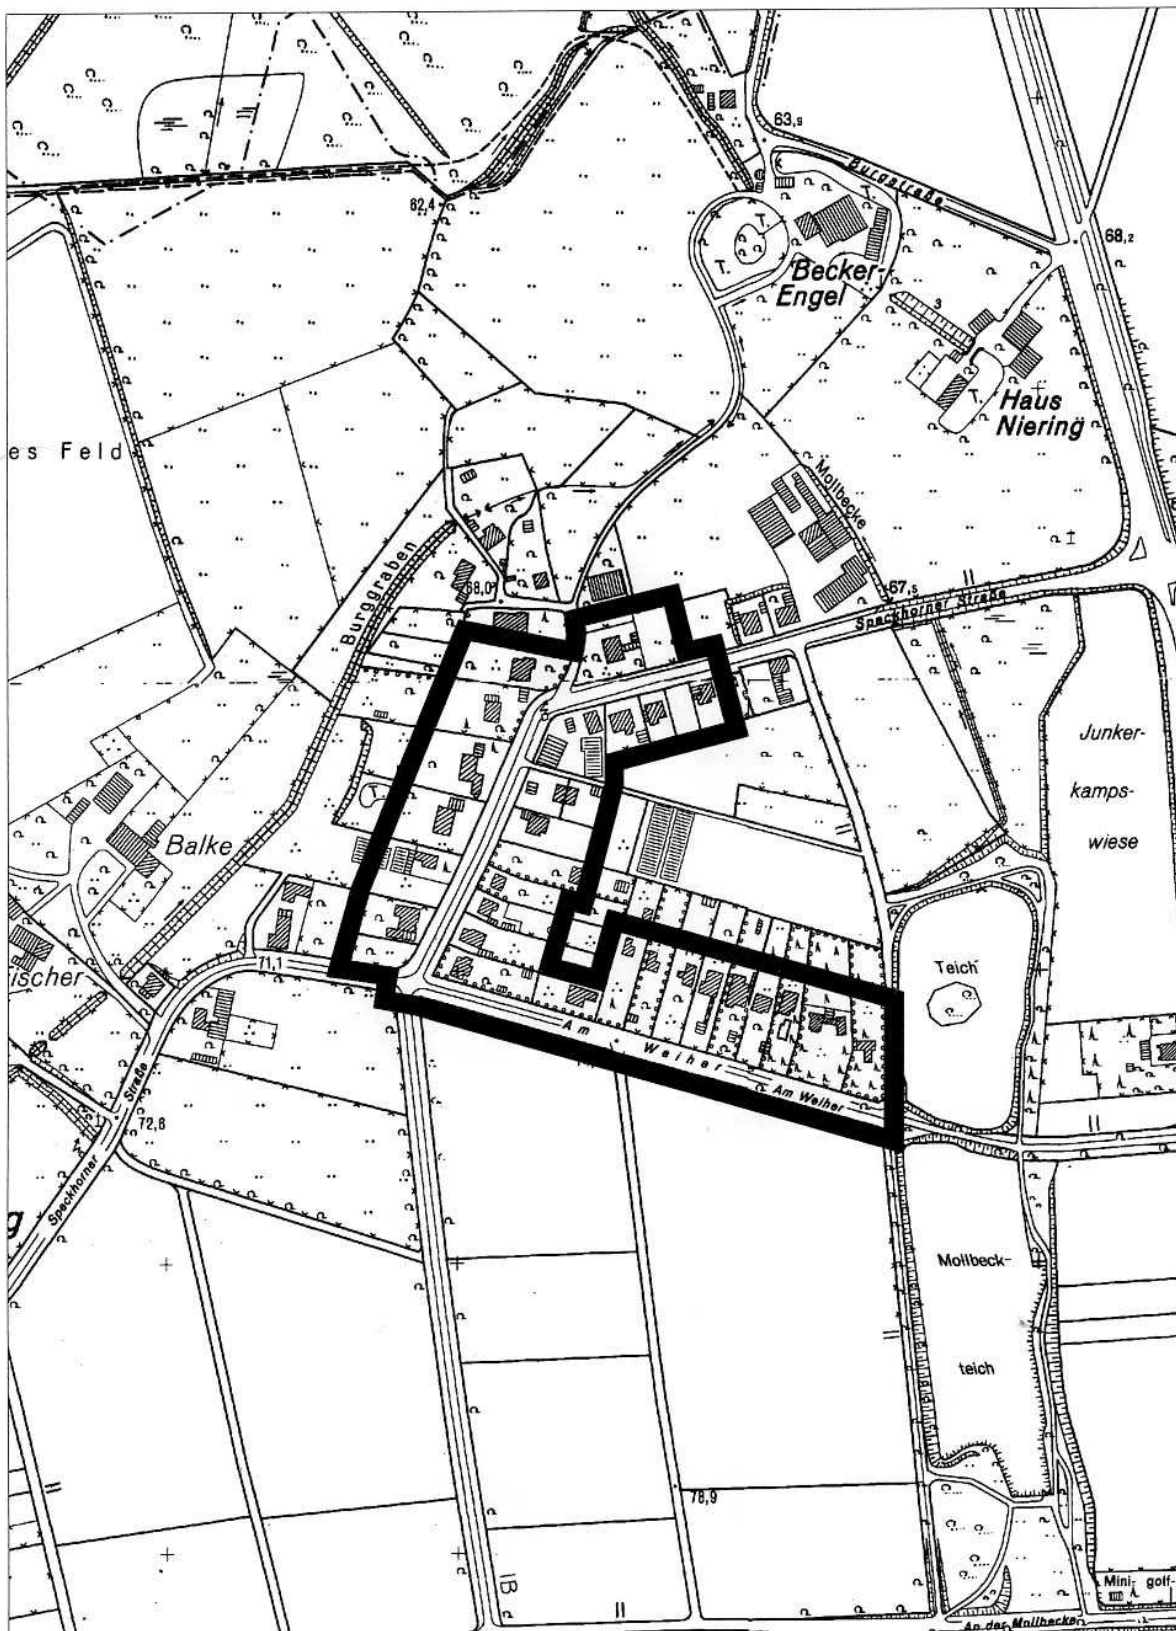 63,9
Burgstraße
62,4
68,2
T.
T.
T.
Becker-
Engel
3
T.
Haus
Niering
es Feld
Mollbecke
Burggraben
68,0
67,5
Speckhorner Straße
Junker-
kamps-
wiese
T.
Balke
ischer
71,1
Teich
Am Weiher
Am Weiher
Speckhorner Straße
72,8
g
Mollbeck-
teich
78,9
Mini- golf-
An der Mollbecke